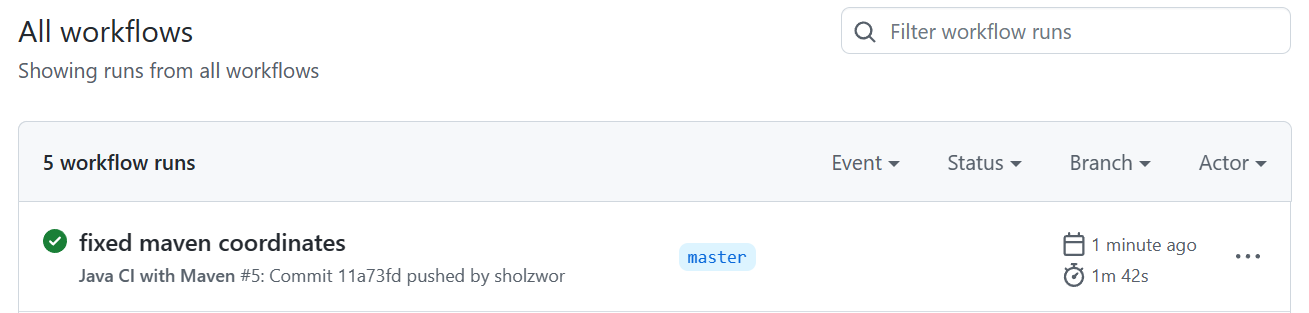 All workflows
Filter workflow runs
Showing runs from all workflows
5 workflow runs
Event
Status
Branch
Actor
fixed maven coordinates
master
1 minute ago
Java CI with Maven #5: Commit 11a73fd pushed by sholzwor
1m 42s